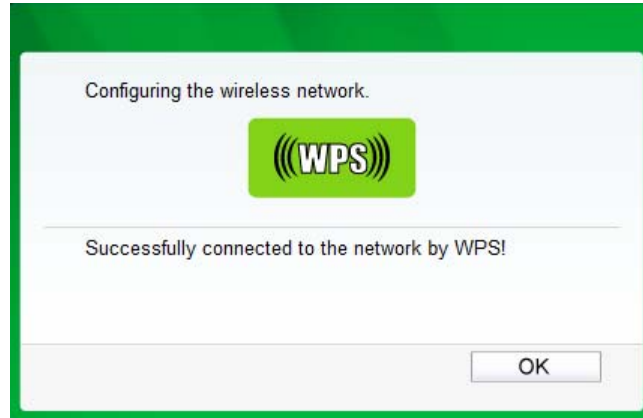 Configuring the wireless network.
(((WPS)))
Successfully connected to the network by WPS!
OK